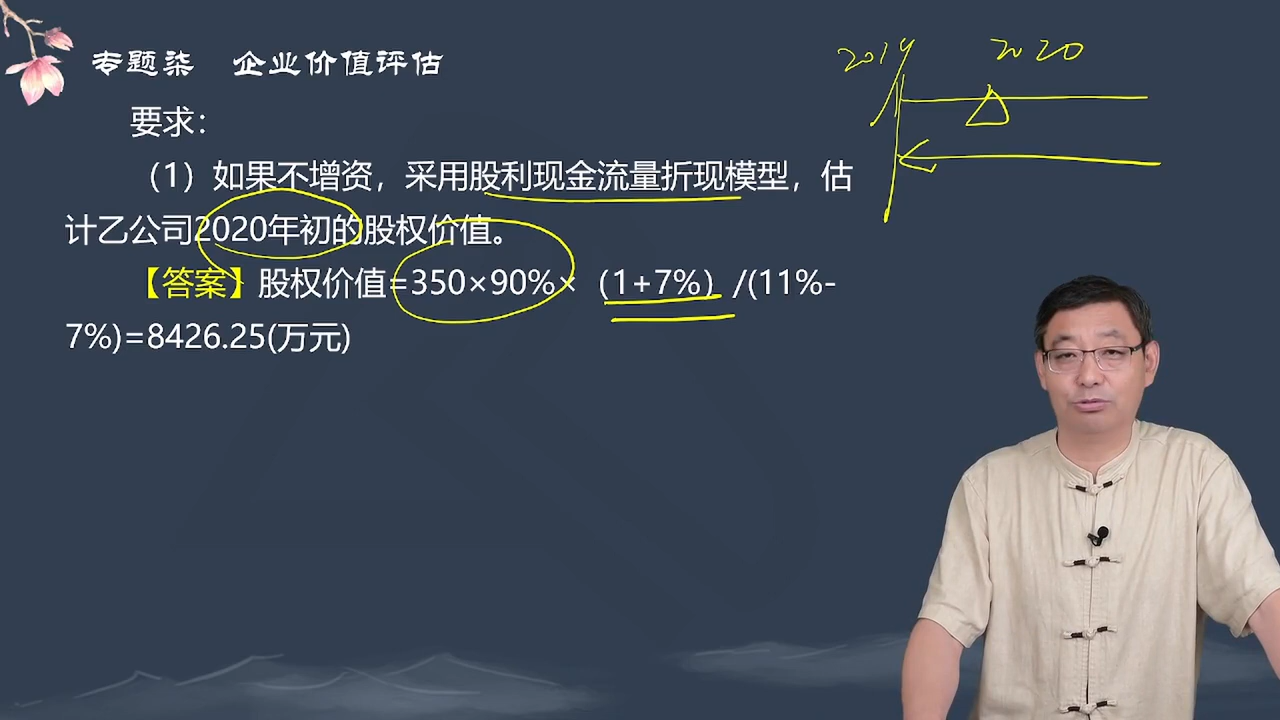 专题柒 企业价值评估
2019
2020
要求：
（1）如果不增资，采用股利现金流量折现模型，估
计乙公司2020年初的股权价值。
【答案】股权价值=350×90%×（1+7%）/(11%-
7%)=8426.25(万元)